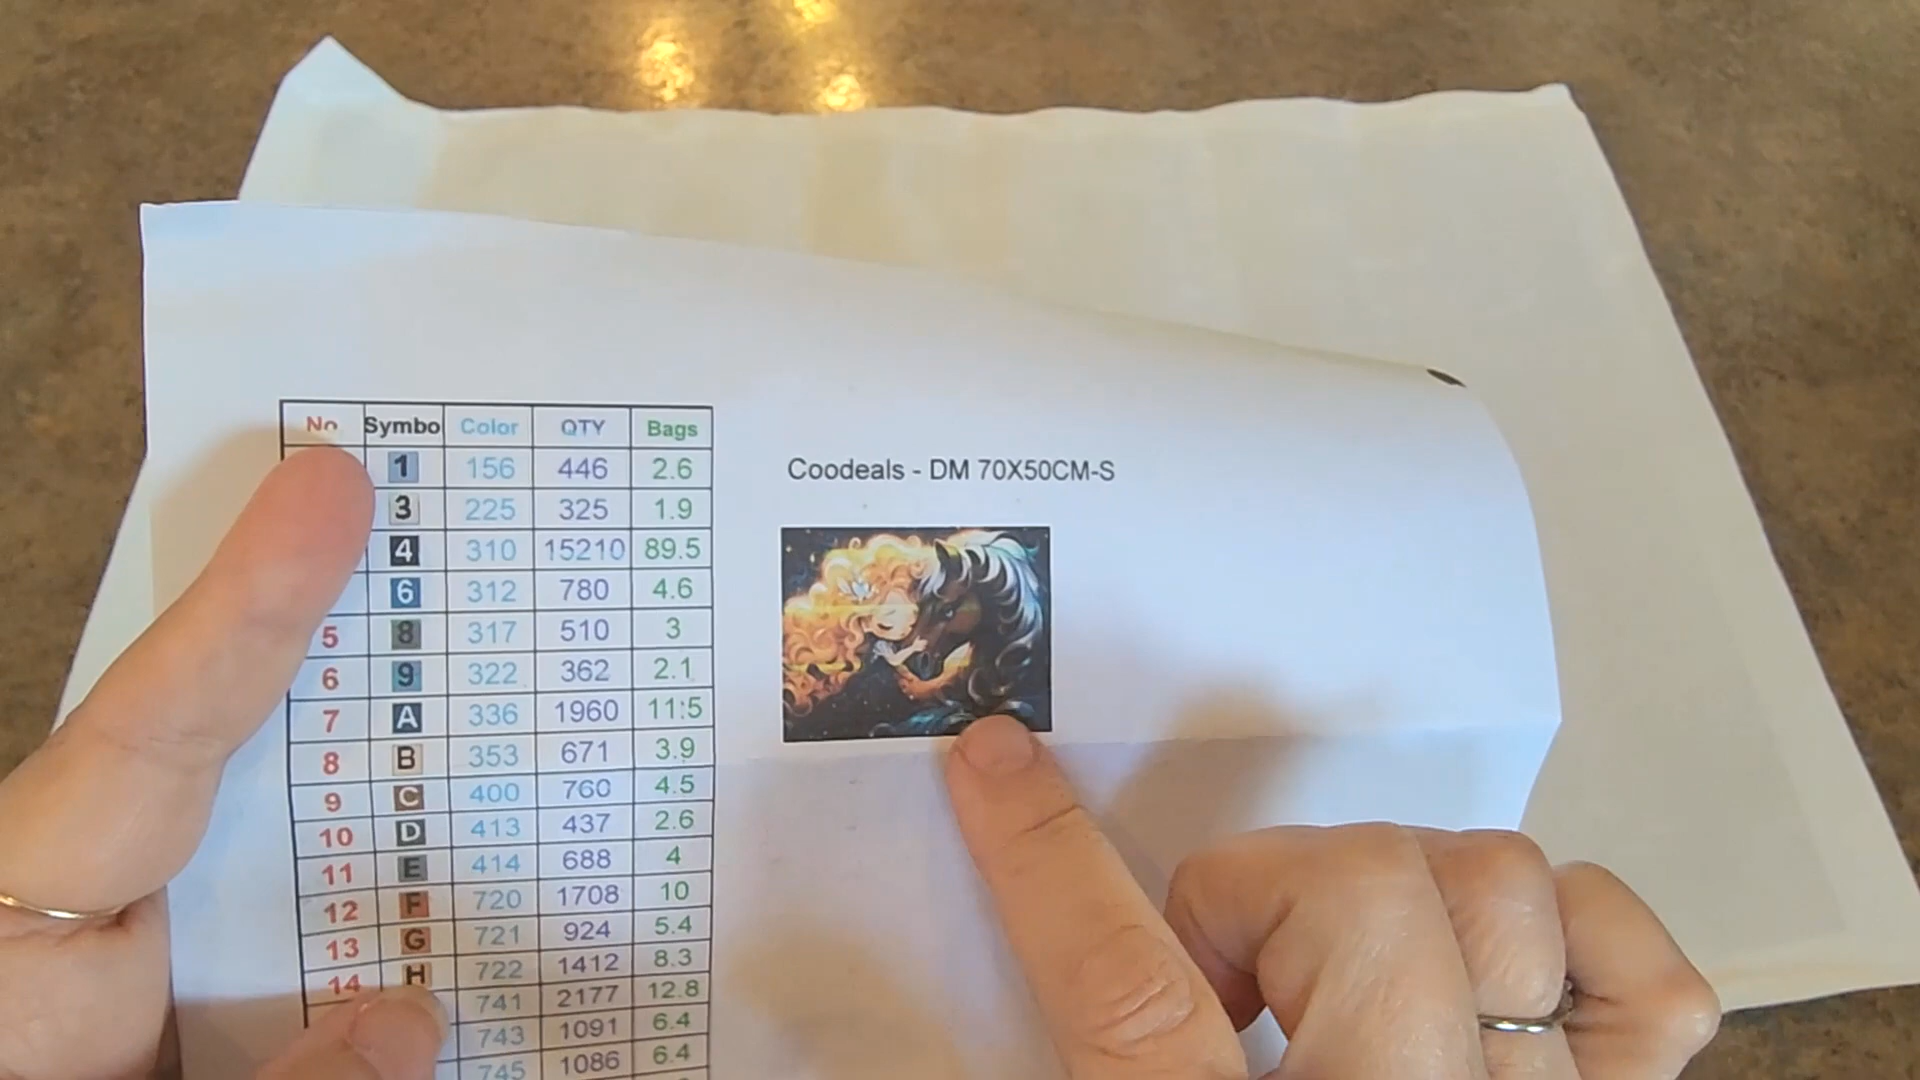 No Symbo Color QTY Bags
1 156 446 2.6
3 225 325 1.9
4 310 15210 89.5
6 312 780 4.6
5 8 317 510 3
6 9 322 362 2.1
7 A 336 1960 11:5
8 B 353 671 3.9
9 C 400 760 4.5
10 D 413 437 2.6
11 E 414 688 4
12 F 720 1708 10
13 G 721 924 5.4
14 H 722 1412 8.3
741 2177 12.8
743 1091 6.4
745 1086 6.4
Coodeals - DM 70X50CM-S